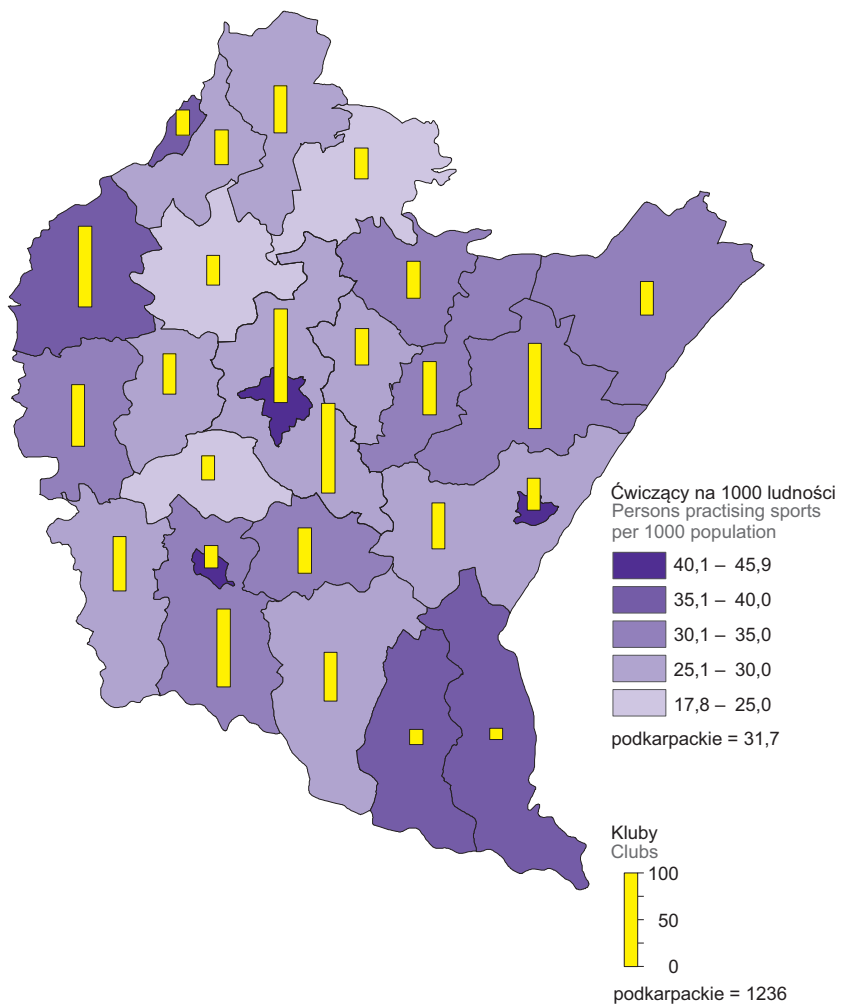 Ćwiczący na 1000 ludności
Persons practising sports
per 1000 population
40,1 – 45,9
35,1 – 40,0
30,1 – 35,0
25,1 – 30,0
17,8 – 25,0
podkarpackie = 31,7
Kluby
Clubs
100
50
0
podkarpackie = 1236